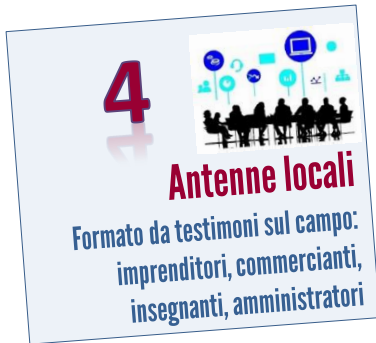 4
Antenne locali
Formato da testimoni sul campo:
imprenditori, commercianti,
insegnanti, amministratori